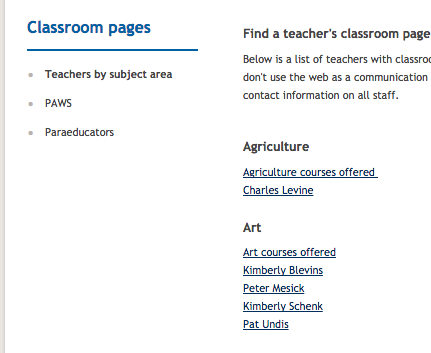 Classroom pages
Teachers by subject area
PAWS
Paraeducators
Find a teacher's classroom page
Below is a list of teachers with
don't use the web as a communication
contact information on all staff.
Agriculture
Agriculture courses offered
Charles Levine
Art
Art courses offered
Kimberly Blevins
Peter Mesick
Kimberly Schenk
Pat Undis